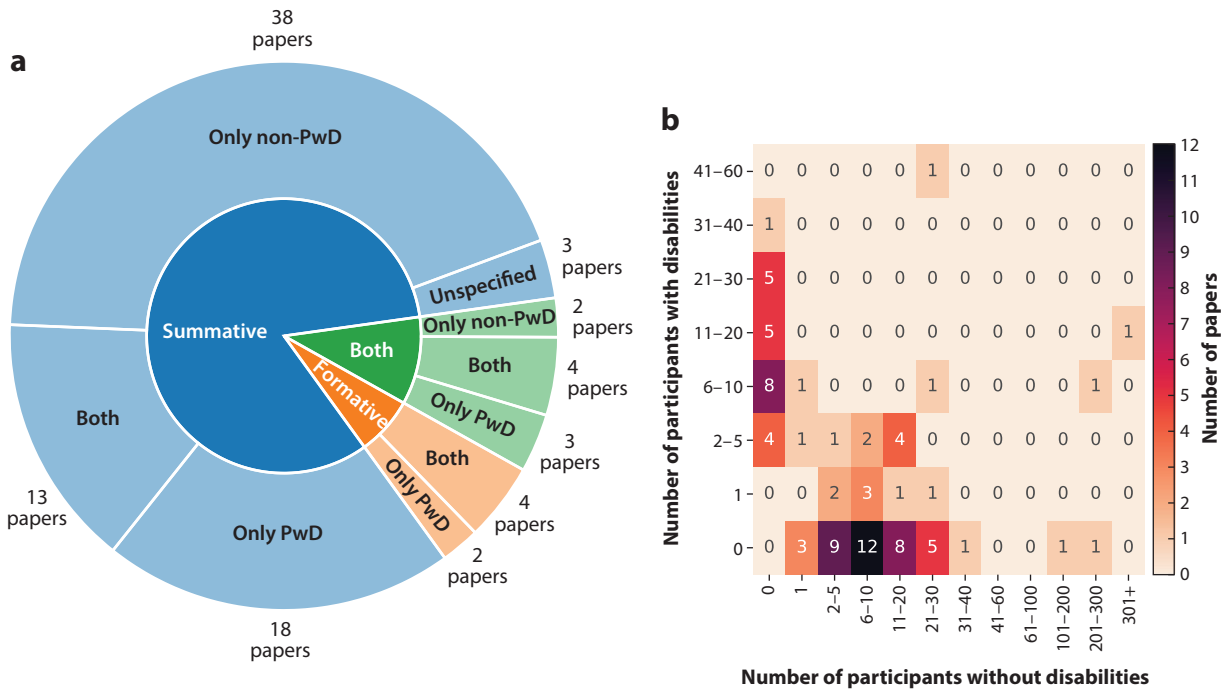 a
38
papers
Only non-PwD
3
papers
Unspecified
2
papers
Only non-PwD
Summative
Both
Both
4
papers
Formative
Only PwD
3
papers
Both
Both
4
papers
Only PwD
2
papers
13
papers
Only PwD
18
papers
b
Number of participants with disabilities
41–60 0 0 0 0 0 1 0 0 0 0 0 0
31–40 1 0 0 0 0 0 0 0 0 0 0 0
21–30 5 0 0 0 0 0 0 0 0 0 0 0
11–20 5 0 0 0 0 0 0 0 0 0 0 1
6–10 8 1 0 0 0 1 0 0 0 0 1 0
2–5 4 1 1 2 4 0 0 0 0 0 0 0
1 0 0 2 3 1 1 0 0 0 0 0 0
0 0 3 9 12 8 5 1 0 0 1 1 0
0 1 2–5 6–10 11–20 21–30 31–40 41–60 61–100 101–200 201–300 301+
Number of participants without disabilities
12
11
10
9
8
7
6
5
4
3
2
1
0
Number of papers